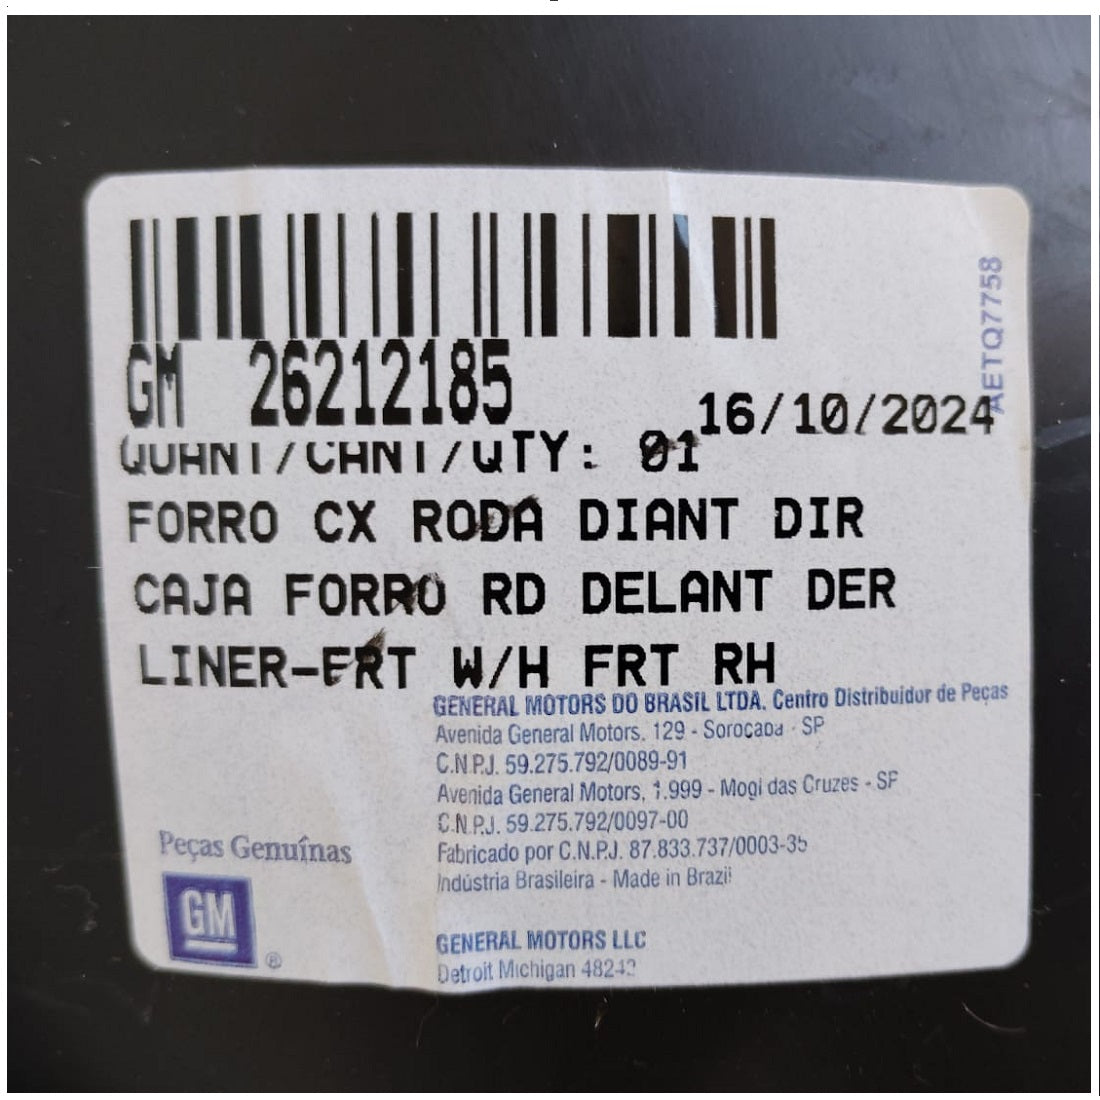 GM 26212185
16/10/2024
AETQ7758
QUANT/CANT/QTY: 01
FORRO CX RODA DIANT DIR
CAJA FORRO RD DELANT DER
LINER-FRT W/H FRT RH
GENERAL MOTORS DO BRASIL LTDA. Centro Distribuidor de Peças
Avenida General Motors, 129 - Sorocaba - SP
C.N.P.J. 59.275.792/0089-91
Avenida General Motors, 1.999 - Mogi das Cruzes - SP
C.N.P.J. 59.275.792/0097-00
Fabricado por C.N.P.J. 87.833.737/0003-35
Indústria Brasileira - Made in Brazil
Peças Genuínas
GM
®
GENERAL MOTORS LLC
Detroit Michigan